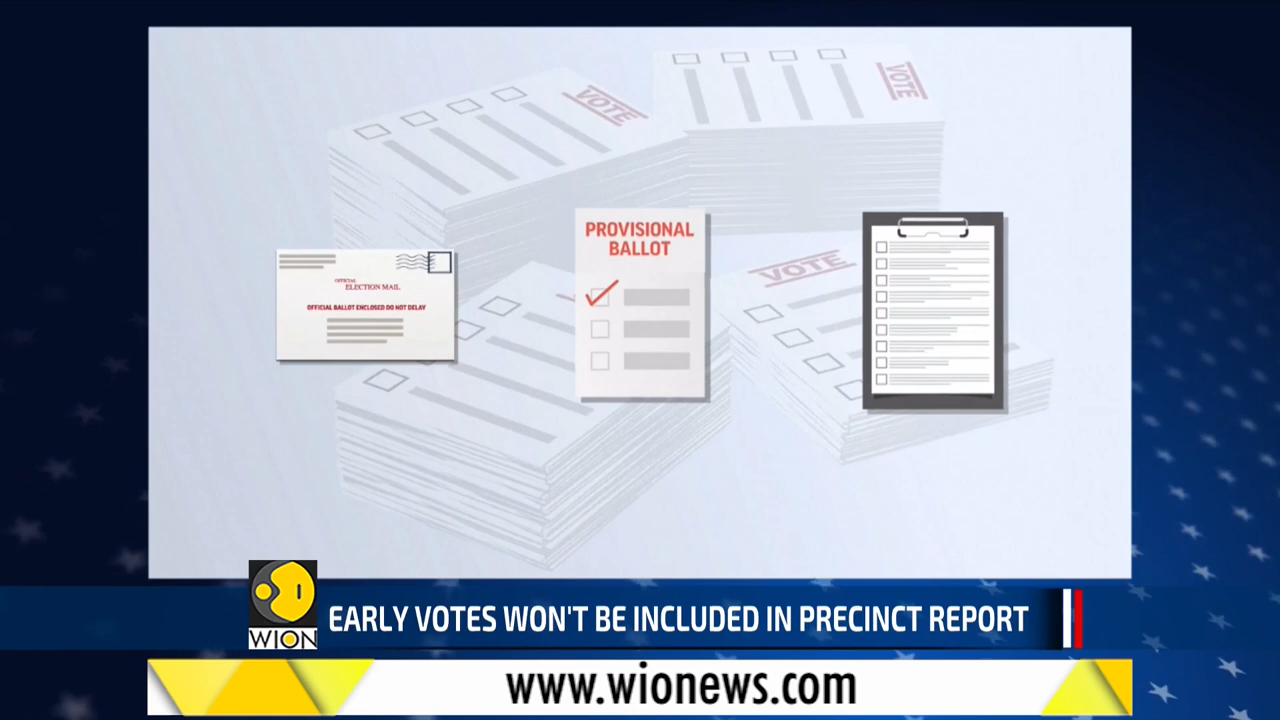 VOTE
VOTE
PROVISIONAL
BALLOT
OFFICIAL
ELECTION MAIL
OFFICIAL BALLOT ENCLOSED DO NOT DELAY
VOTE
WION
EARLY VOTES WON'T BE INCLUDED IN PRECINCT REPORT
www.wionews.com